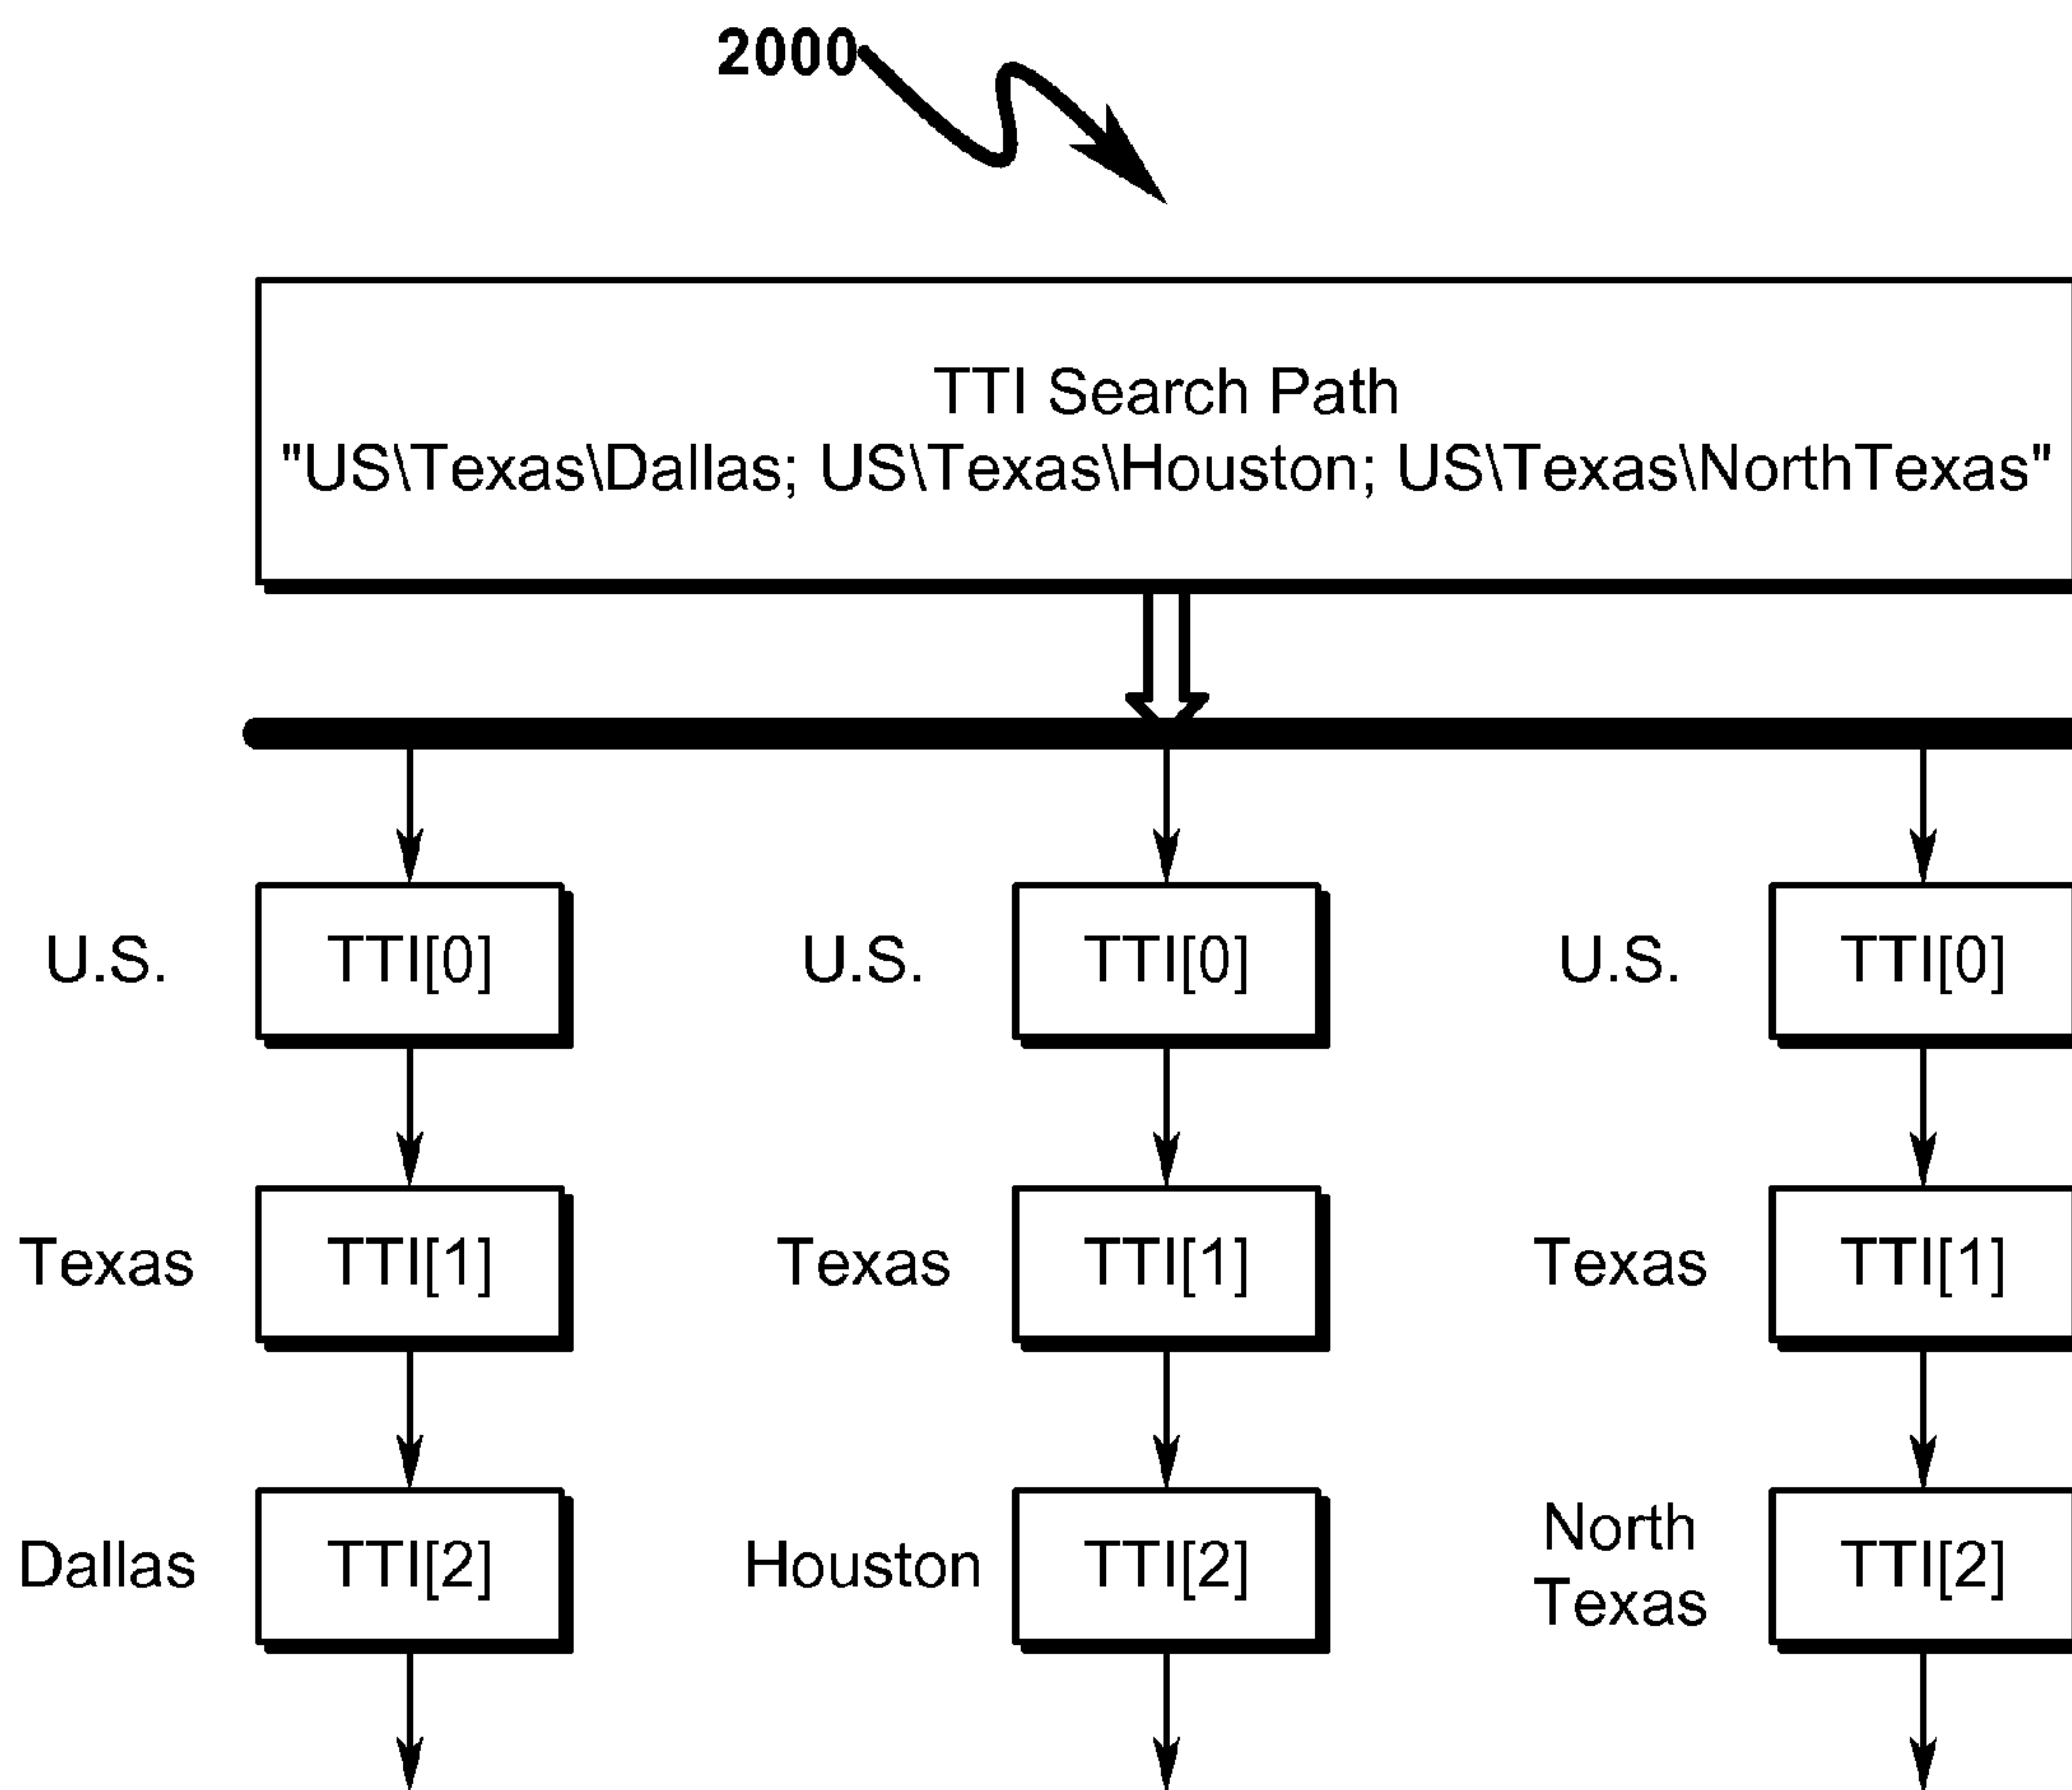 2000
TTI Search Path
"US\Texas\Dallas; US\Texas\Houston; US\Texas\NorthTexas"
U.S. TTI[0] U.S. TTI[0] U.S. TTI[0]
Texas TTI[1] Texas TTI[1] Texas TTI[1]
Dallas TTI[2] Houston TTI[2] North
Texas TTI[2]